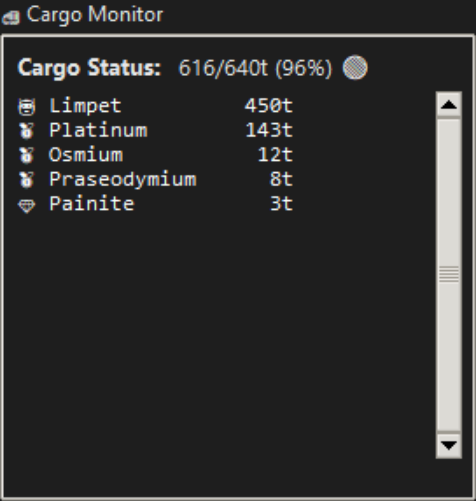 Cargo Monitor
Cargo Status: 616/640t (96%)
Limpet 450t
Platinum 143t
Osmium 12t
Praseodymium 8t
Painite 3t